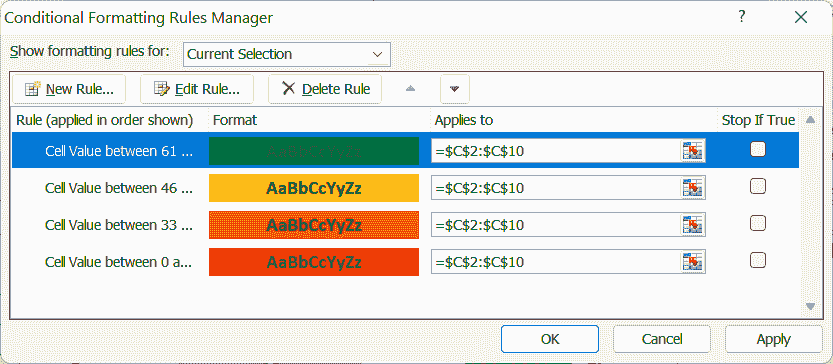 Conditional Formatting Rules Manager ?
Show formatting rules for: Current Selection
New Rule... Edit Rule... Delete Rule
Rule (applied in order shown) Format Applies to Stop If True
Cell Value between 61 ... =$C$2:$C$10
Cell Value between 46 ... AaBbCcYyZz =$C$2:$C$10
Cell Value between 33 ... AaBbCcYyZz =$C$2:$C$10
Cell Value between 0 a... AaBbCcYyZz =$C$2:$C$10
OK Cancel Apply